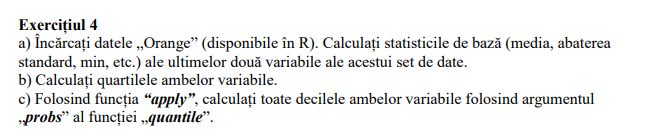 Exercițiul 4
a) Încărcați datele „Orange” (disponibile în R). Calculați statisticile de bază (media, abaterea
standard, min, etc.) ale ultimelor două variabile ale acestui set de date.
b) Calculați quartilele ambelor variabile.
c) Folosind funcția “apply”, calculați toate decilele ambelor variabile folosind argumentul
„probs” al funcției „quantile”.